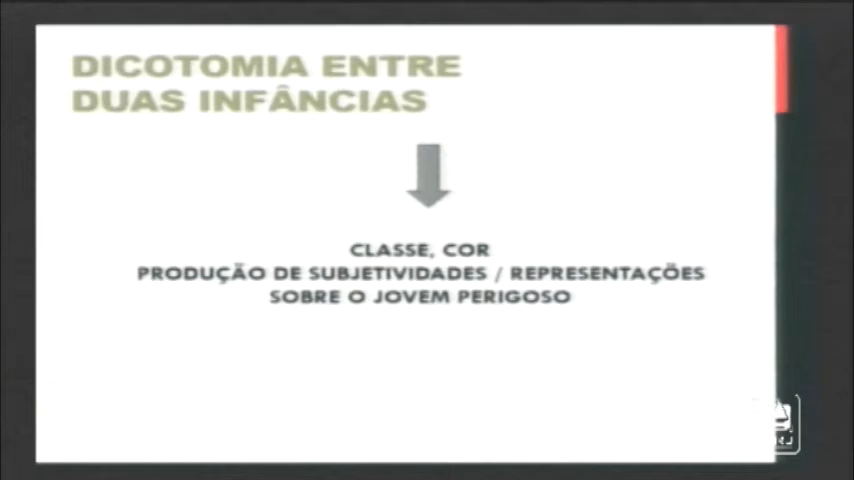 DICOTOMIA ENTRE
DUAS INFÂNCIAS
CLASSE, COR
PRODUÇÃO DE SUBJETIVIDADES / REPRESENTAÇÕES
SOBRE O JOVEM PERIGOSO